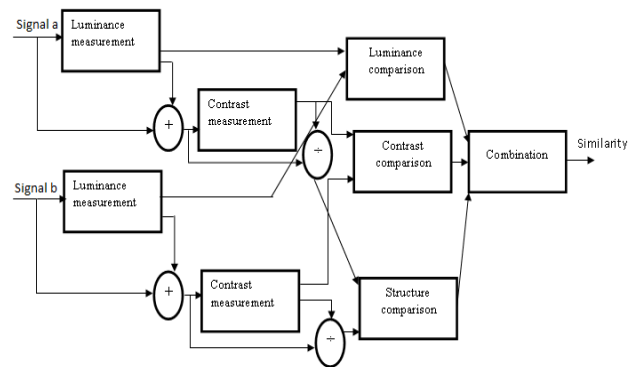 Signal a
Luminance
measurement
Luminance
comparison
Contrast
measurement
+
÷
Contrast
comparison
Combination
Similarity
Signal b
Luminance
measurement
+
Contrast
measurement
÷
Structure
comparison